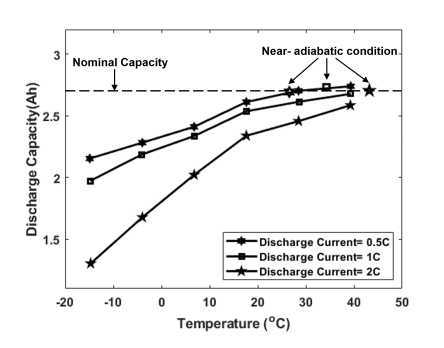 3
Nominal Capacity
Near- adiabatic condition
2.5
2
1.5
Discharge Capacity(Ah)
Discharge Current= 0.5C
Discharge Current= 1C
Discharge Current= 2C
-20 -10 0 10 20 30 40 50
Temperature (°C)